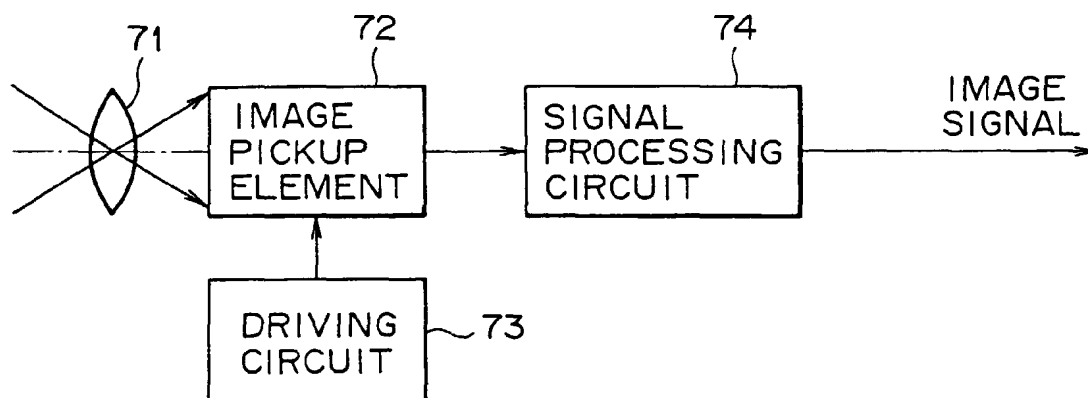 71
72
74
IMAGE
PICKUP
ELEMENT
SIGNAL
PROCESSING
CIRCUIT
IMAGE
SIGNAL
DRIVING
CIRCUIT
73